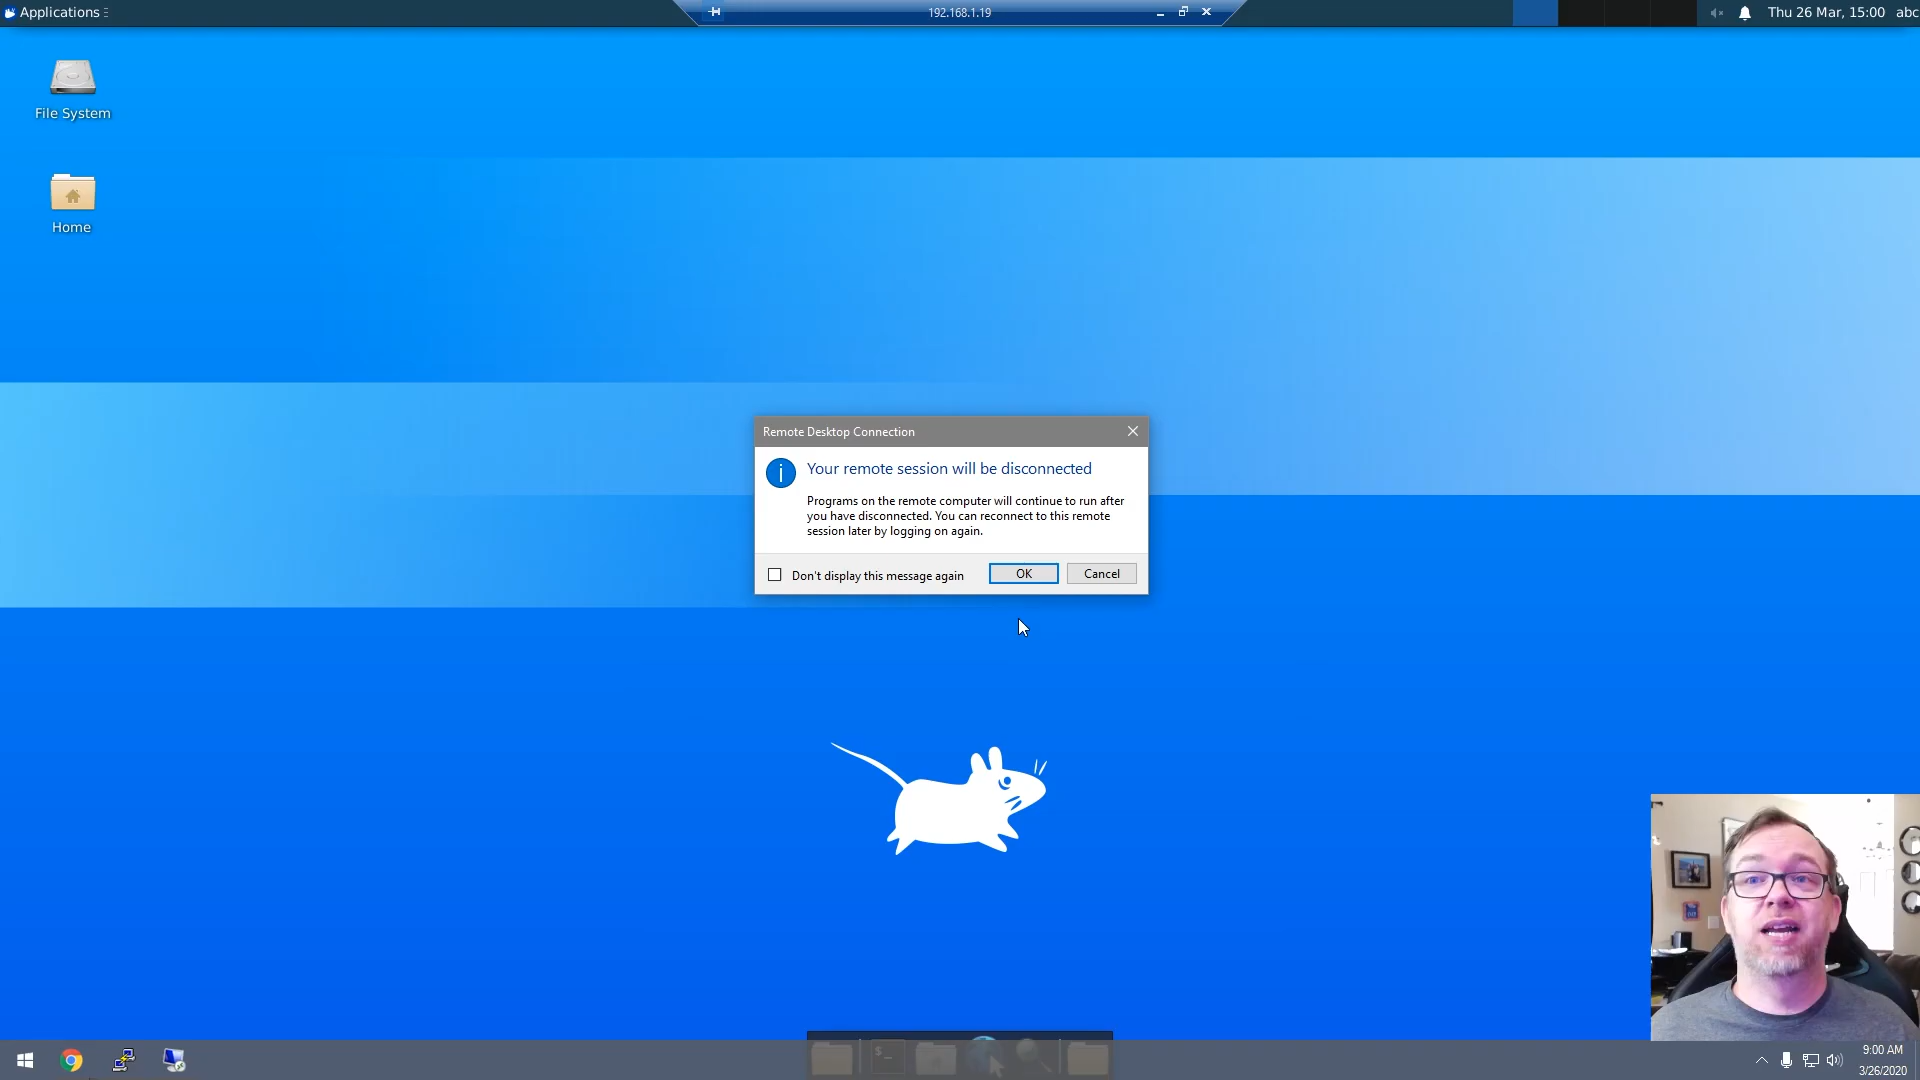 Applications
192.168.1.19
Thu 26 Mar, 15:00
abc
File System
Home
Remote Desktop Connection
Your remote session will be disconnected
Programs on the remote computer will continue to run after
you have disconnected. You can reconnect to this remote
session later by logging on again.
Don't display this message again
OK
Cancel
$_
9:00 AM
3/26/2020